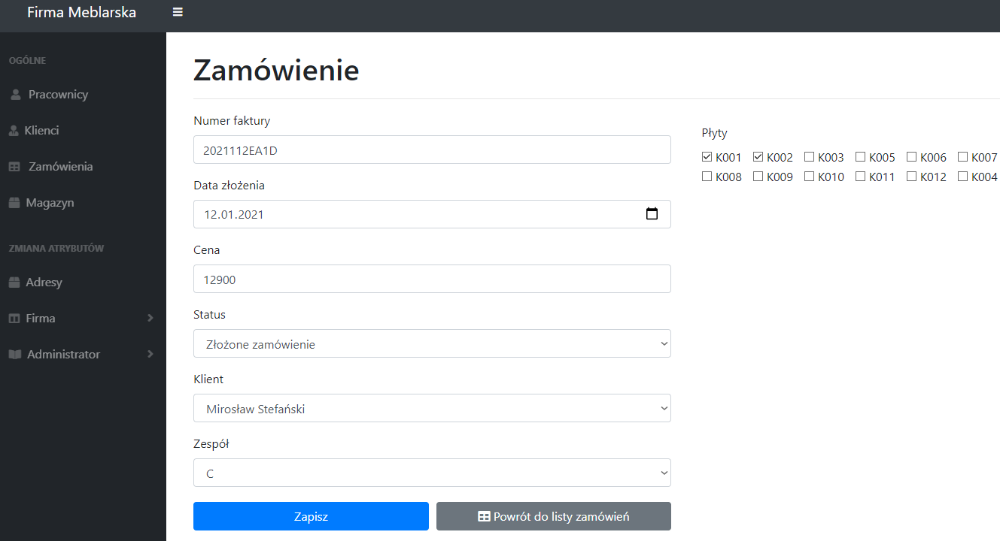 Firma Meblarska
OGÓLNE
Pracownicy
Klienci
Zamówienia
Magazyn
ZMIANA ATRYBUTÓW
Adresy
Firma
Administrator
Zamówienie
Numer faktury
2021112EA1D
Data złożenia
12.01.2021
Cena
12900
Status
Złożone zamówienie
Klient
Mirosław Stefański
Zespół
C
Zapisz
Powrót do listy zamówień
Płyty
K001 K002 K003 K005 K006 K007
K008 K009 K010 K011 K012 K004